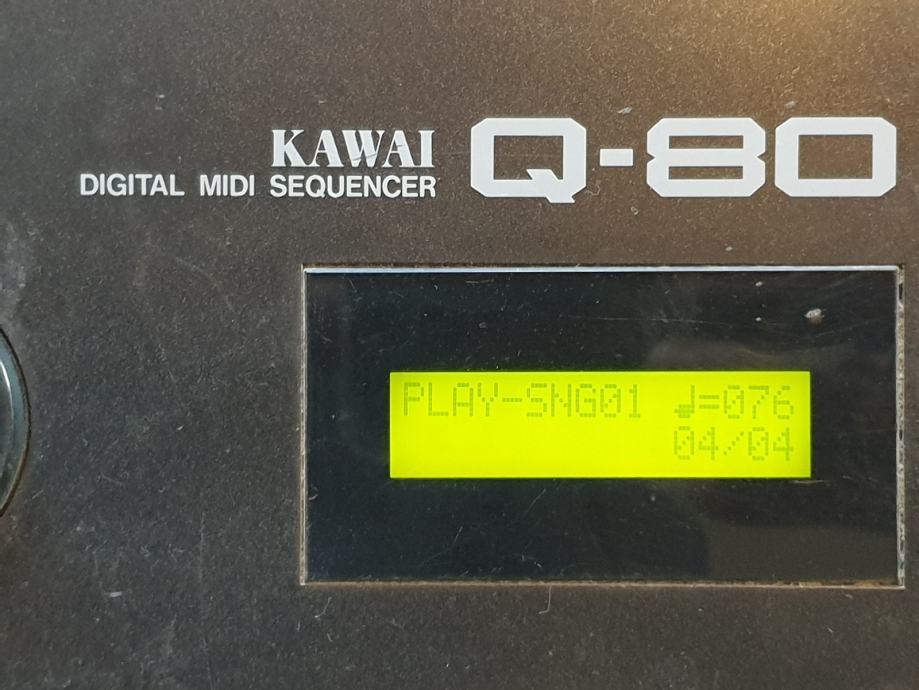 KAWAI
DIGITAL MIDI SEQUENCER
Q-80
PLAY-SNG01 ♩=076
04/04